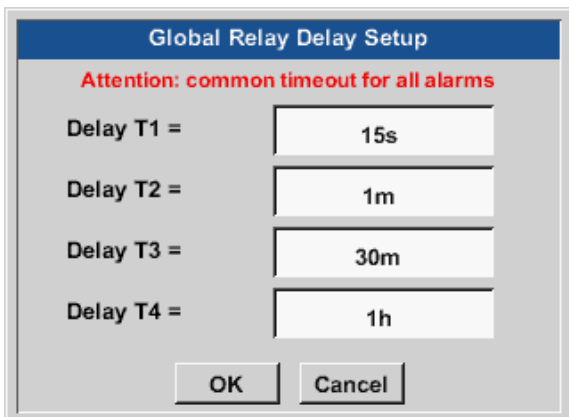 Global Relay Delay Setup
Attention: common timeout for all alarms
Delay T1 = 15s
Delay T2 = 1m
Delay T3 = 30m
Delay T4 = 1h
OK Cancel